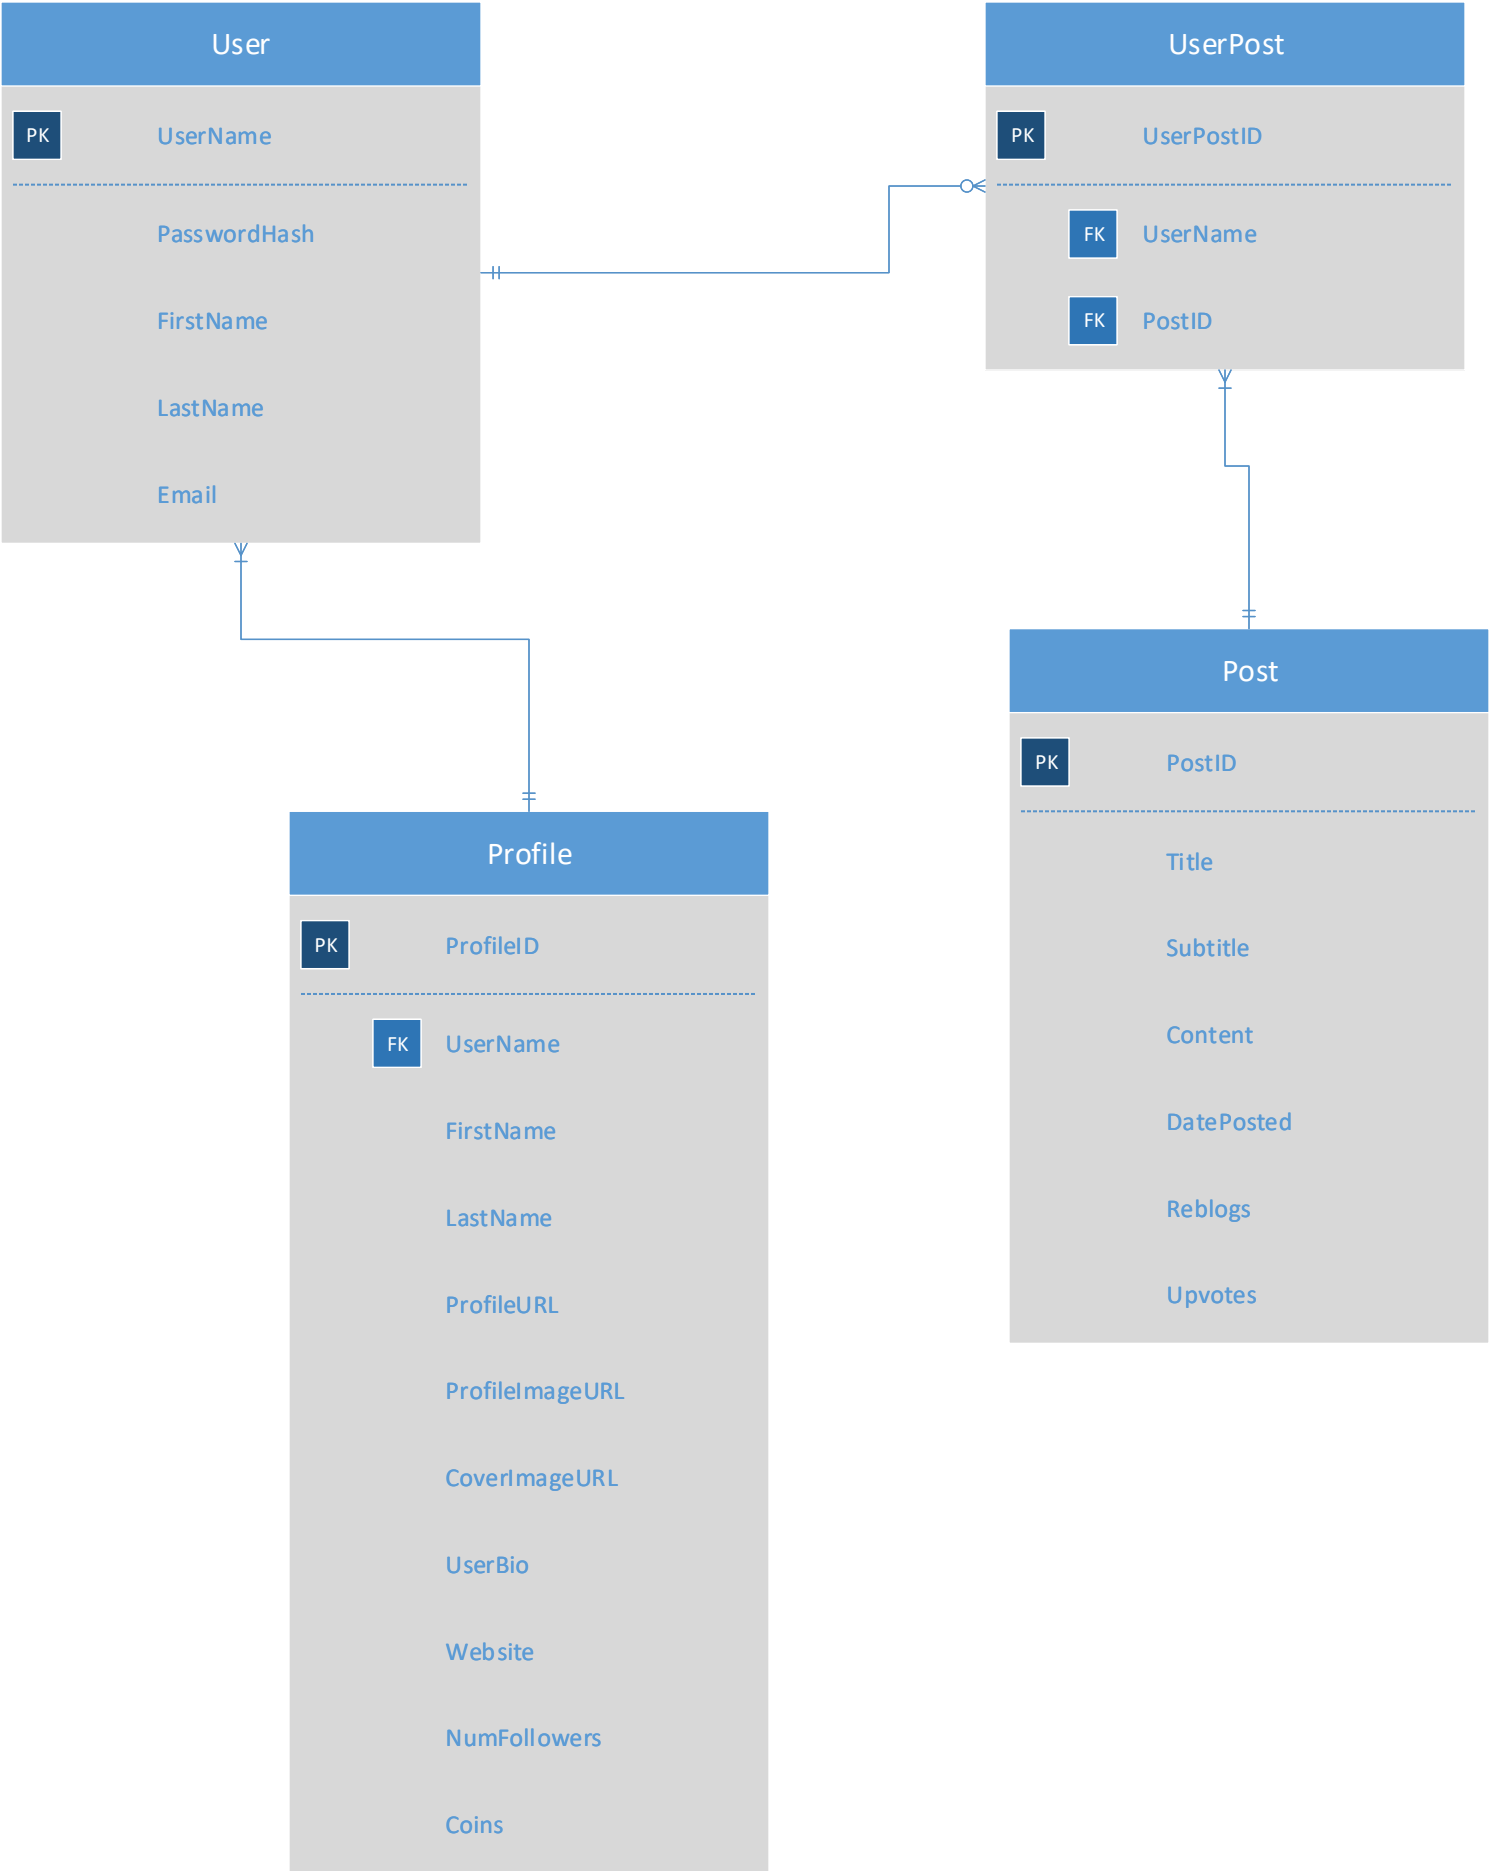 User
PK UserName
PasswordHash
FirstName
LastName
Email
UserPost
PK UserPostID
FK UserName
FK PostID
Profile
PK ProfileID
FK UserName
FirstName
LastName
ProfileURL
ProfileImageURL
CoverImageURL
UserBio
Website
NumFollowers
Coins
Post
PK PostID
Title
Subtitle
Content
DatePosted
Reblogs
Upvotes